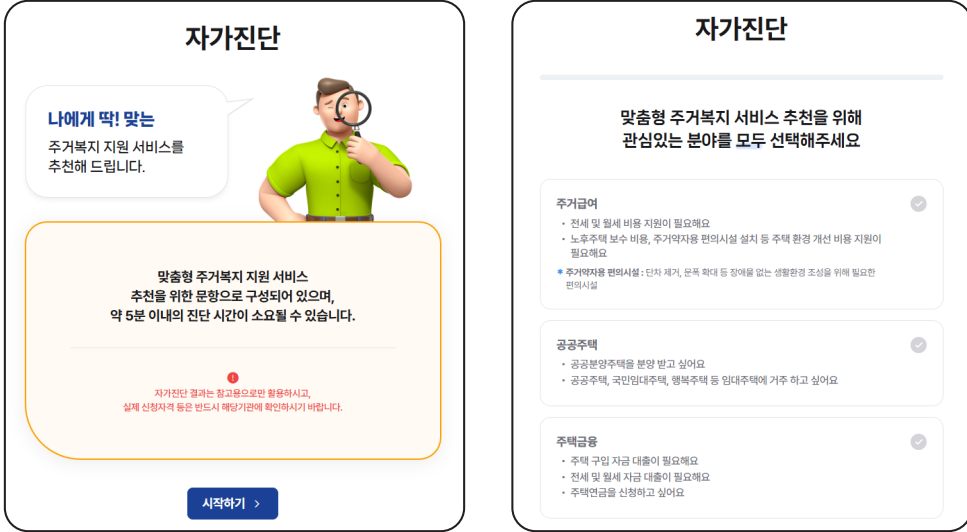 자가진단
나에게 딱! 맞는
주거복지 지원 서비스를
추천해 드립니다.
맞춤형 주거복지 지원 서비스
추천을 위한 문항으로 구성되어 있으며,
약 5분 이내의 진단 시간이 소요될 수 있습니다.
자가진단 결과는 참고용으로만 활용하시고,
실제 신청자격 등은 반드시 해당기관에 확인하시기 바랍니다.
시작하기 >
자가진단
맞춤형 주거복지 서비스 추천을 위해
관심있는 분야를 모두 선택해주세요
주거급여
• 전세 및 월세 비용 지원이 필요해요
• 노후주택 보수 비용, 주거약자용 편의시설 설치 등 주택 환경 개선 비용 지원이
필요해요
* 주거약자용 편의시설 : 단차 제거, 문폭 확대 등 장애물 없는 생활환경 조성을 위해 필요한
편의시설
공공주택
• 공공분양주택을 분양 받고 싶어요
• 공공주택, 국민임대주택, 행복주택 등 임대주택에 거주 하고 싶어요
주택금융
• 주택 구입 자금 대출이 필요해요
• 전세 및 월세 자금 대출이 필요해요
• 주택연금을 신청하고 싶어요